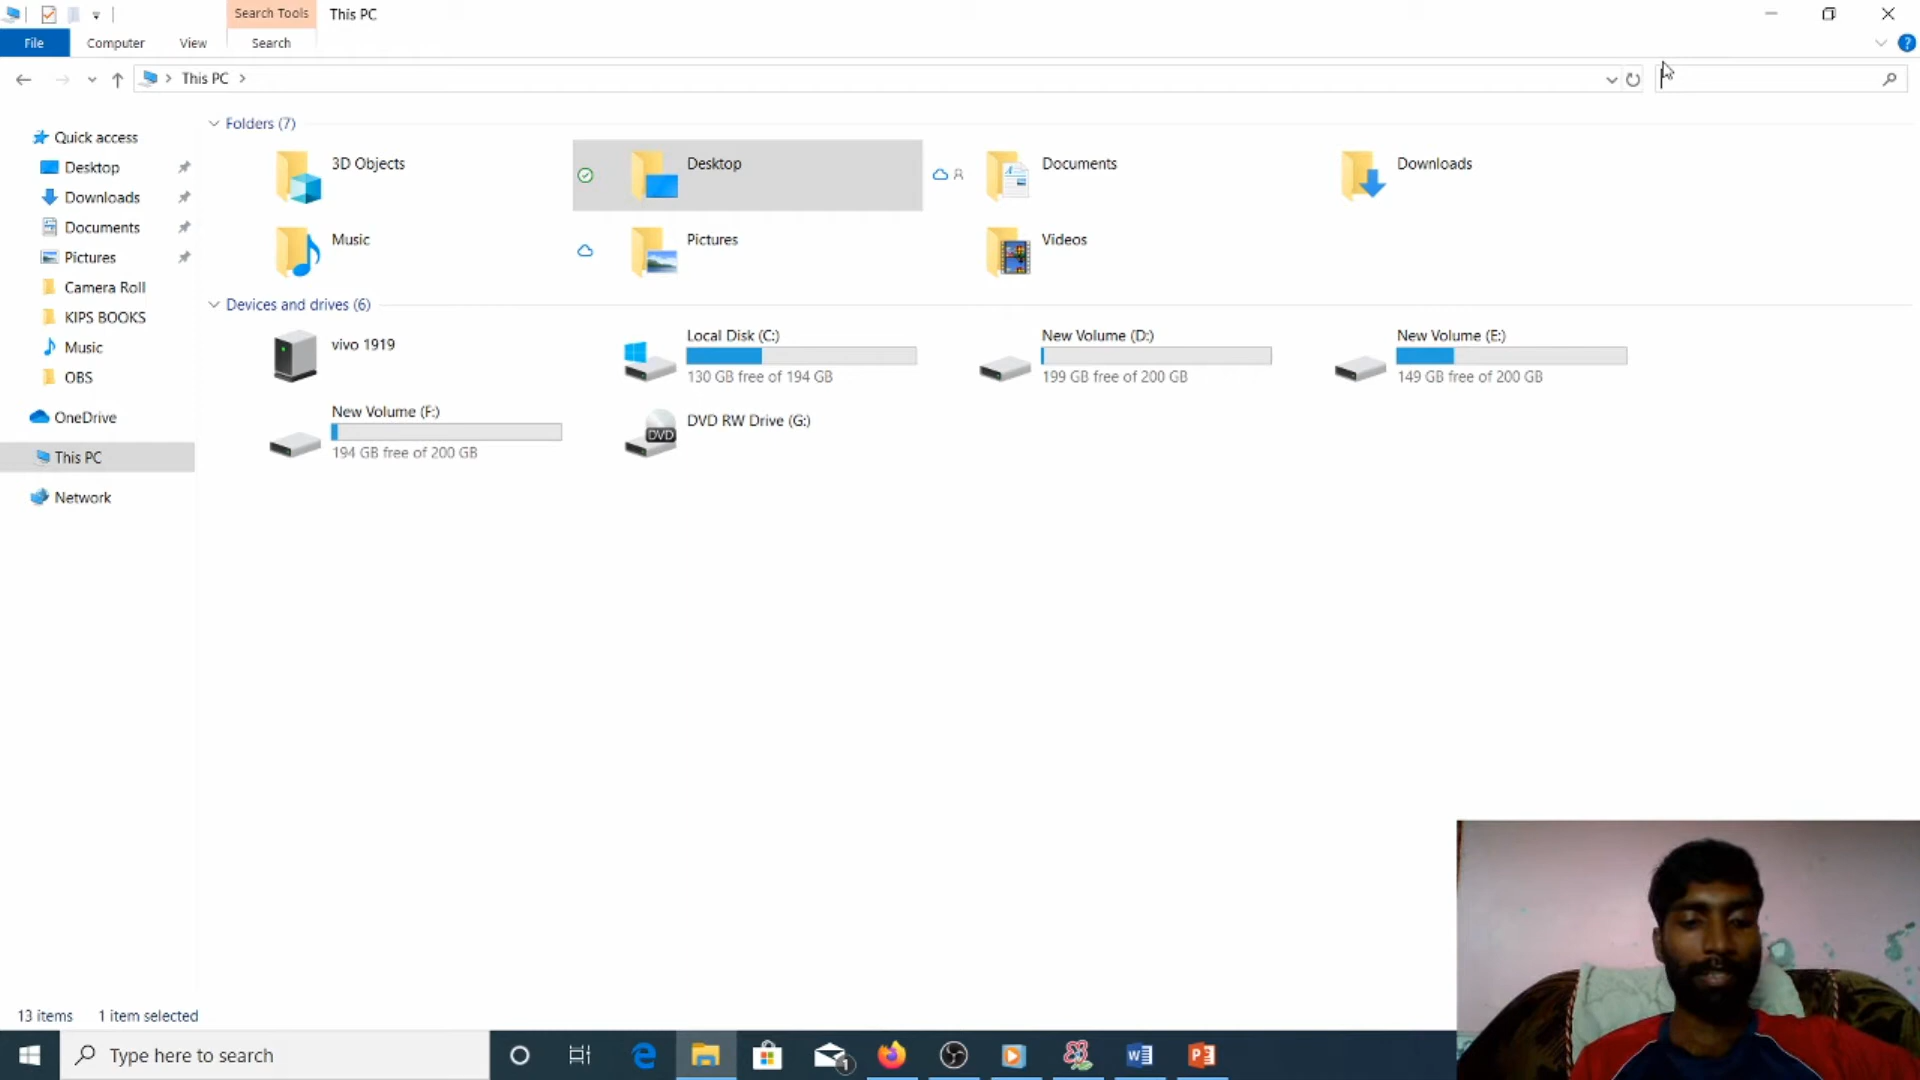 Search Tools This PC
File Computer View Search
This PC
Quick access
Desktop
Downloads
Documents
Pictures
Camera Roll
KIPS BOOKS
Music
OBS
OneDrive
This PC
Network
Folders (7)
3D Objects Desktop Documents Downloads
Music Pictures Videos
Devices and drives (6)
vivo 1919
Local Disk (C:)
130 GB free of 194 GB
New Volume (D:)
199 GB free of 200 GB
New Volume (E:)
149 GB free of 200 GB
New Volume (F:)
194 GB free of 200 GB
DVD RW Drive (G:)
DVD
13 items 1 item selected
Type here to search
1